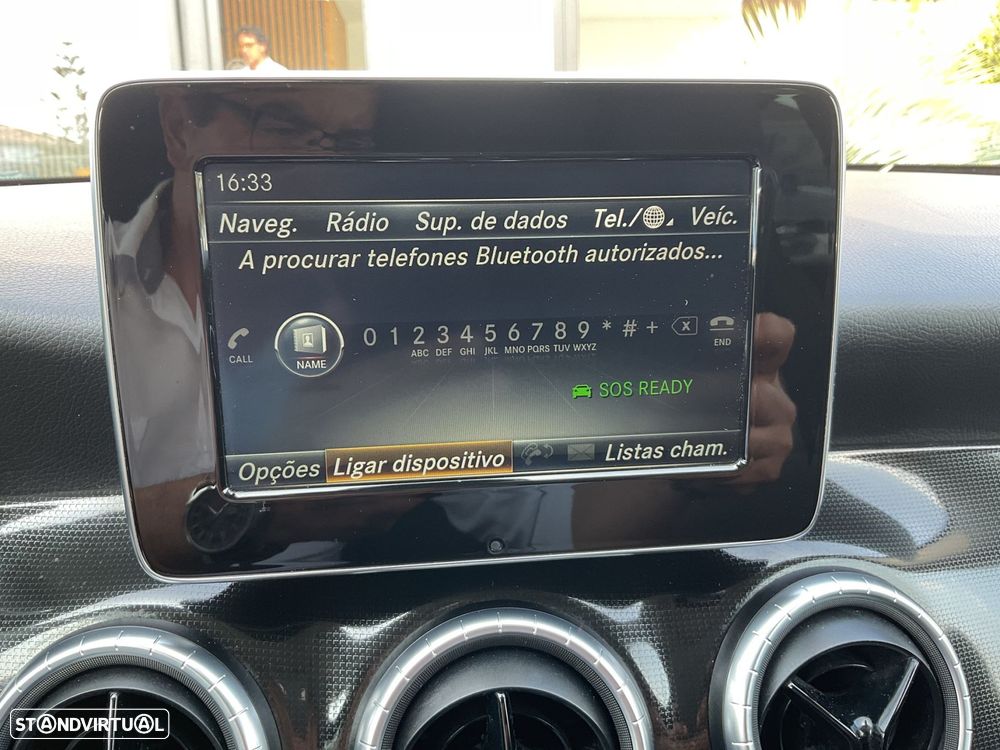 16:33
Naveg. Rádio Sup. de dados Tel./ Veíc.
A procurar telefones Bluetooth autorizados...
0 1 2 3 4 5 6 7 8 9 * # +
CALL NAME ABC DEF GHI JKL MNO PQRS TUV WXYZ END
SOS READY
Opções Ligar dispositivo Listas cham.
STANDVIRTUAL